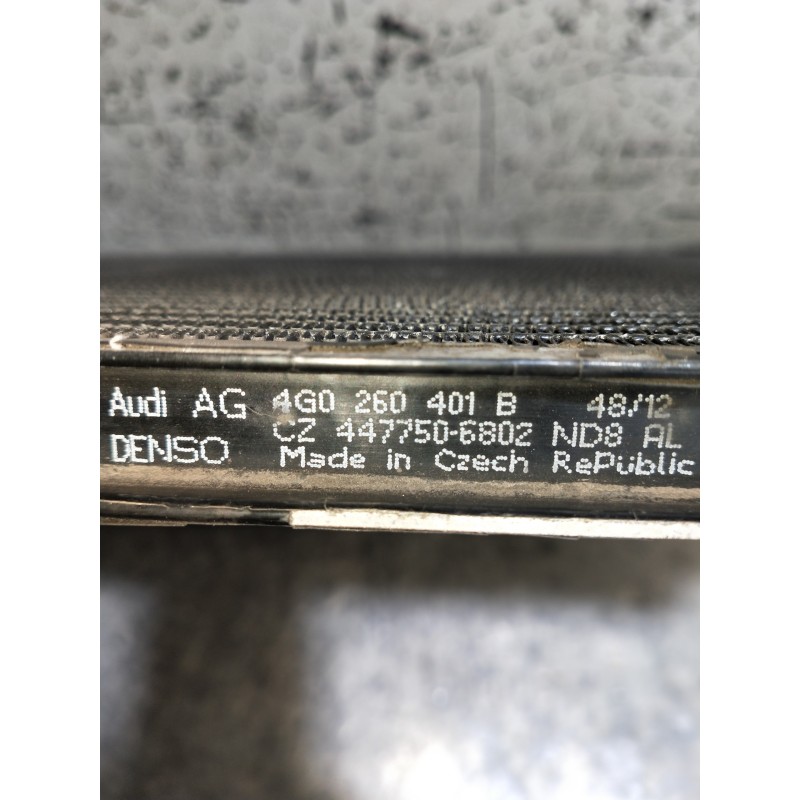 Audi AG 4G0 260 401 B 48/12
DENSO CZ 447750-6802 ND8 AL
Made in Czech RePublic